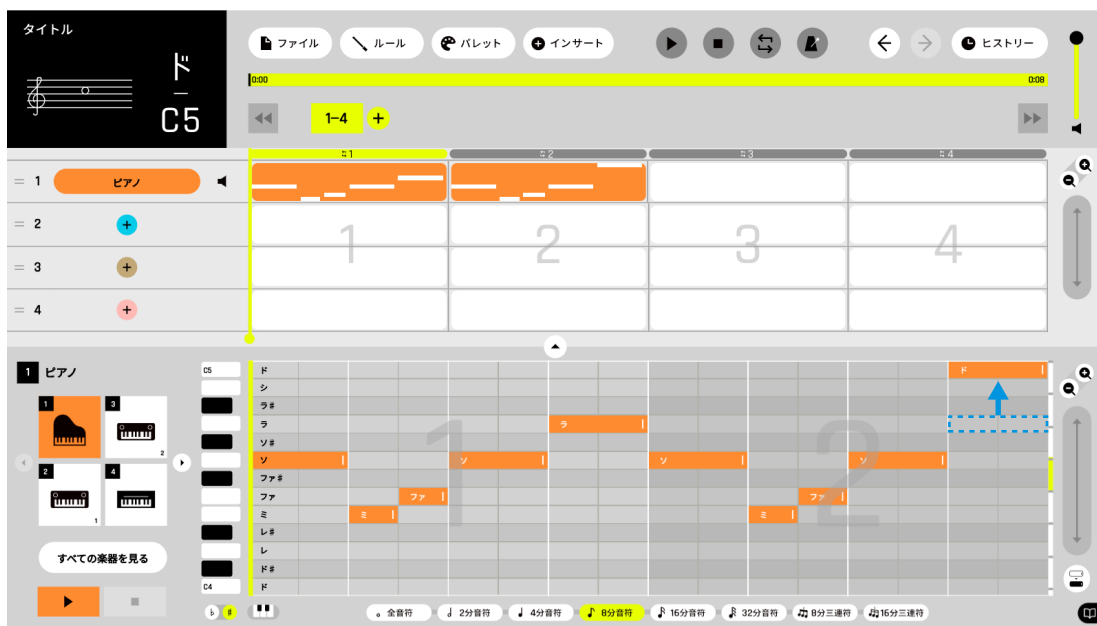 タイトル
ド
C5
ファイル ルール パレット インサート ヒストリー
0:00 0:08
1−4
1 2 3 4
1 ピアノ
2
3
4
1 2 3 4
1 ピアノ
1 3
2
2 4
1
すべての楽器を見る
C5 ド ド
シ
ラ#
ラ ラ
ソ#
ソ ソ ソ ソ
ファ#
ファ ファ ファ
ミ ミ ミ
レ#
レ
ド#
C4 ド
1 2
♭ #
全音符 2分音符 4分音符 8分音符 16分音符 32分音符 8分三連符 16分三連符